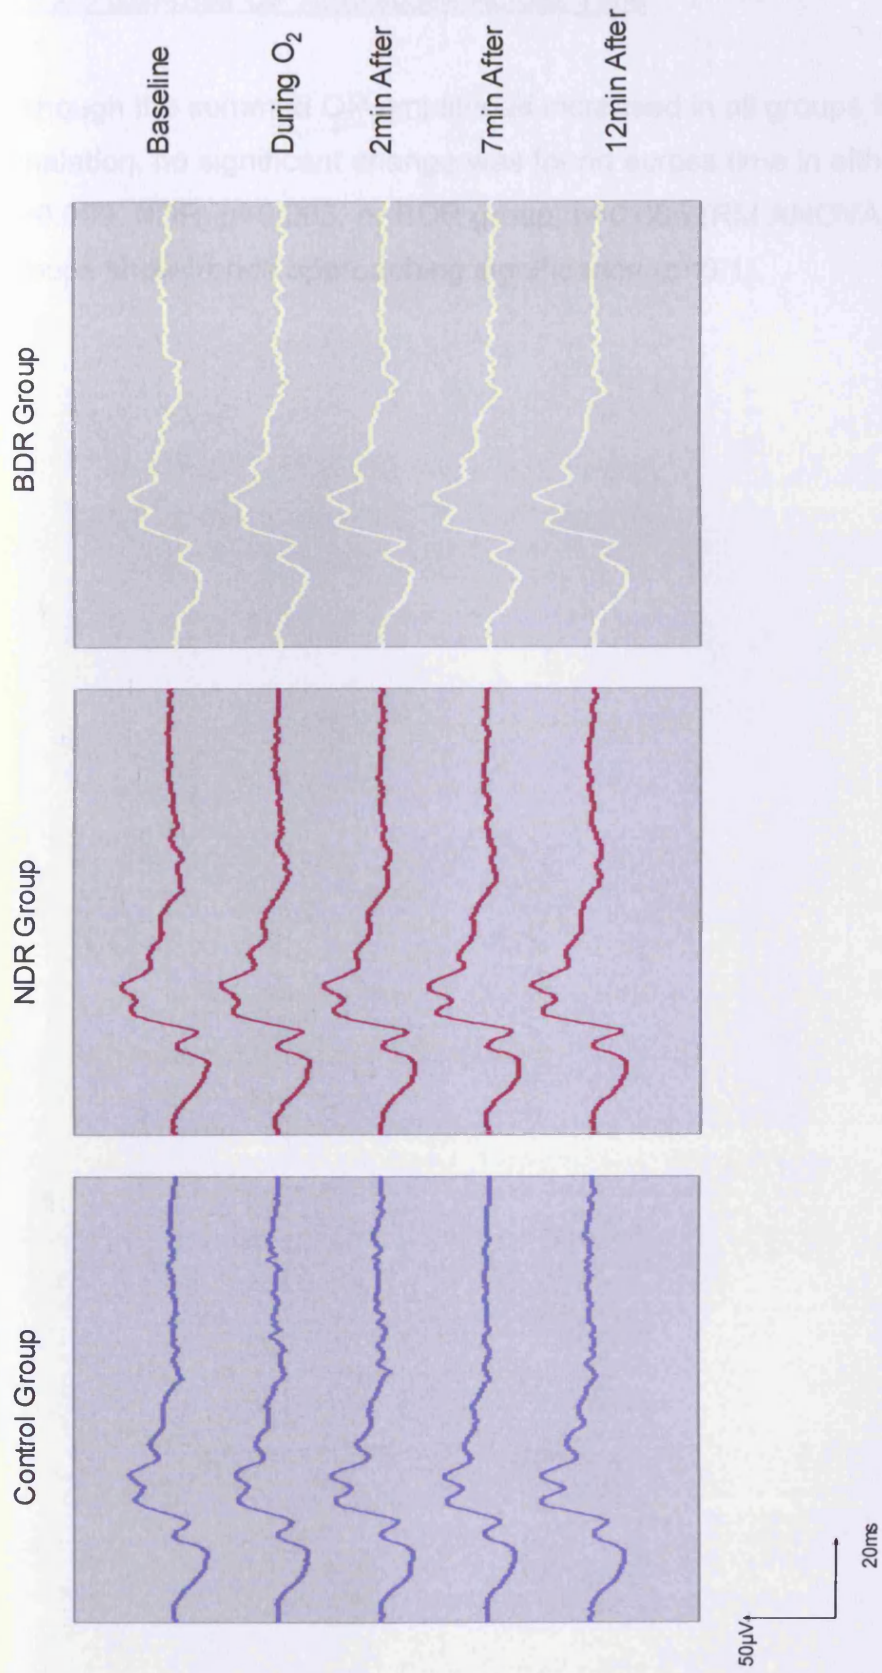 Control Group
NDR Group
BDR Group
Baseline
During O₂
2min After
7min After
12min After
50µV
20ms